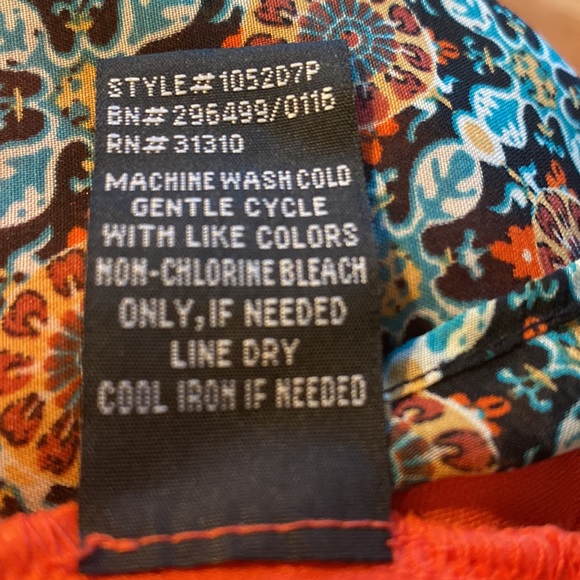 STYLE# 1052D7P
BN# 296499/0116
RN# 31310
MACHINE WASH COLD
GENTLE CYCLE
WITH LIKE COLORS
NON-CHLORINE BLEACH
ONLY, IF NEEDED
LINE DRY
COOL IRON IF NEEDED